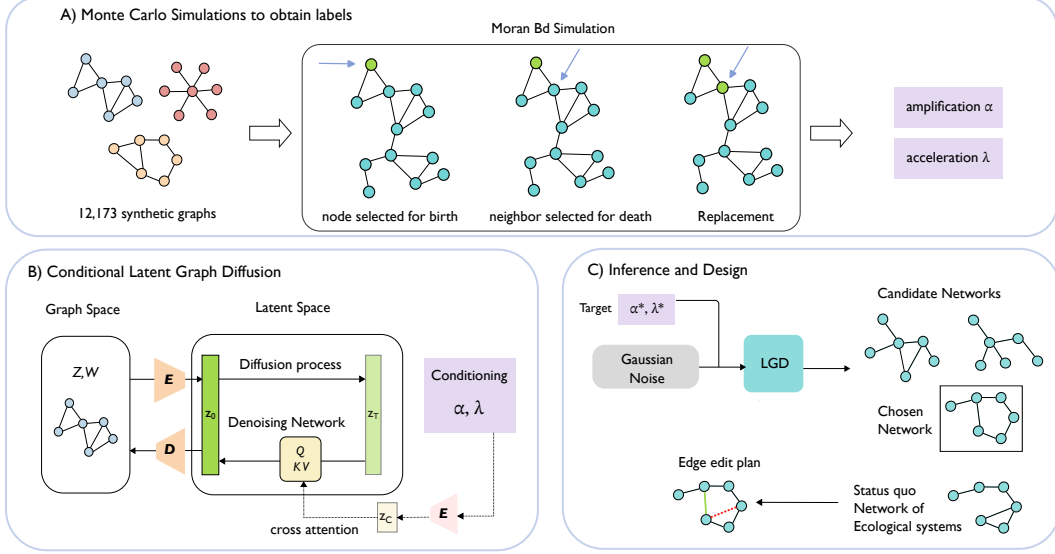 A) Monte Carlo Simulations to obtain labels
Moran Bd Simulation
12,173 synthetic graphs
node selected for birth
neighbor selected for death
Replacement
amplification α
acceleration λ
B) Conditional Latent Graph Diffusion
Graph Space
Latent Space
Z,W
E
D
z₀
Diffusion process
Denoising Network
Q
KV
z_T
Conditioning
α, λ
cross attention
z_C
E
C) Inference and Design
Target
α*, λ*
Gaussian
Noise
LGD
Candidate Networks
Chosen
Network
Edge edit plan
Status quo
Network of
Ecological systems